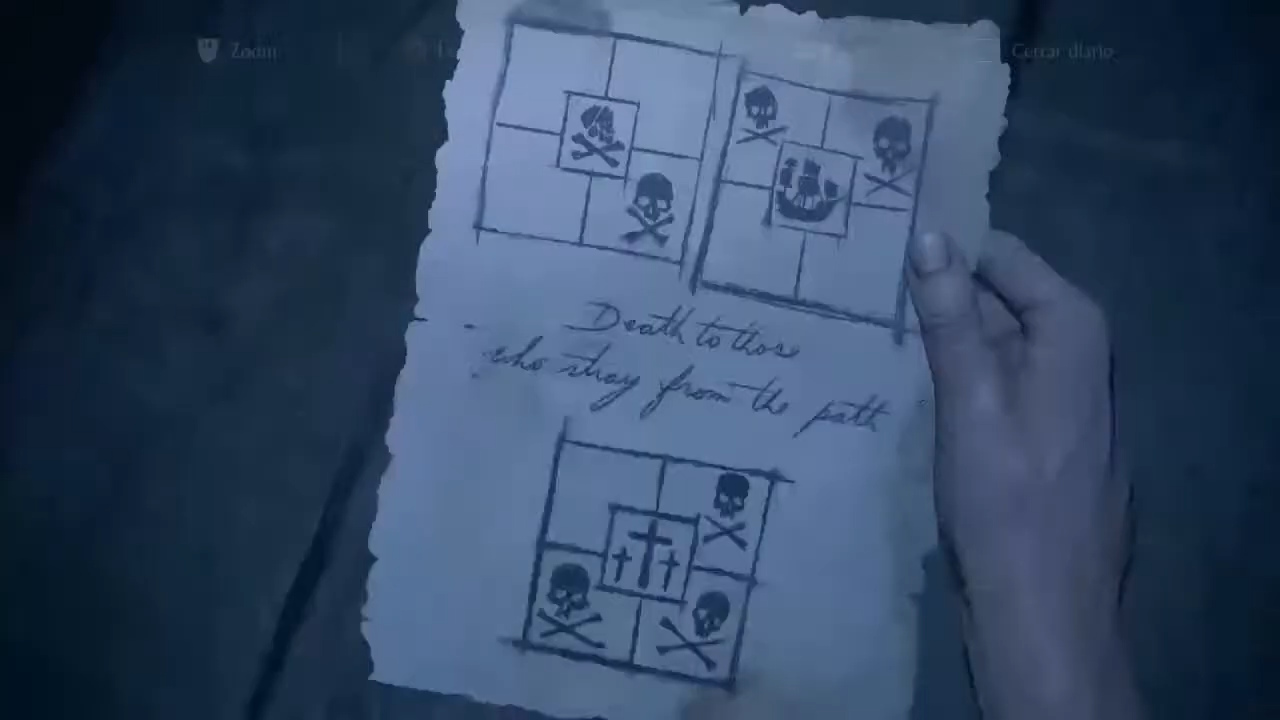 Zoom
Cerrar diario
Death to those
who stray from the path